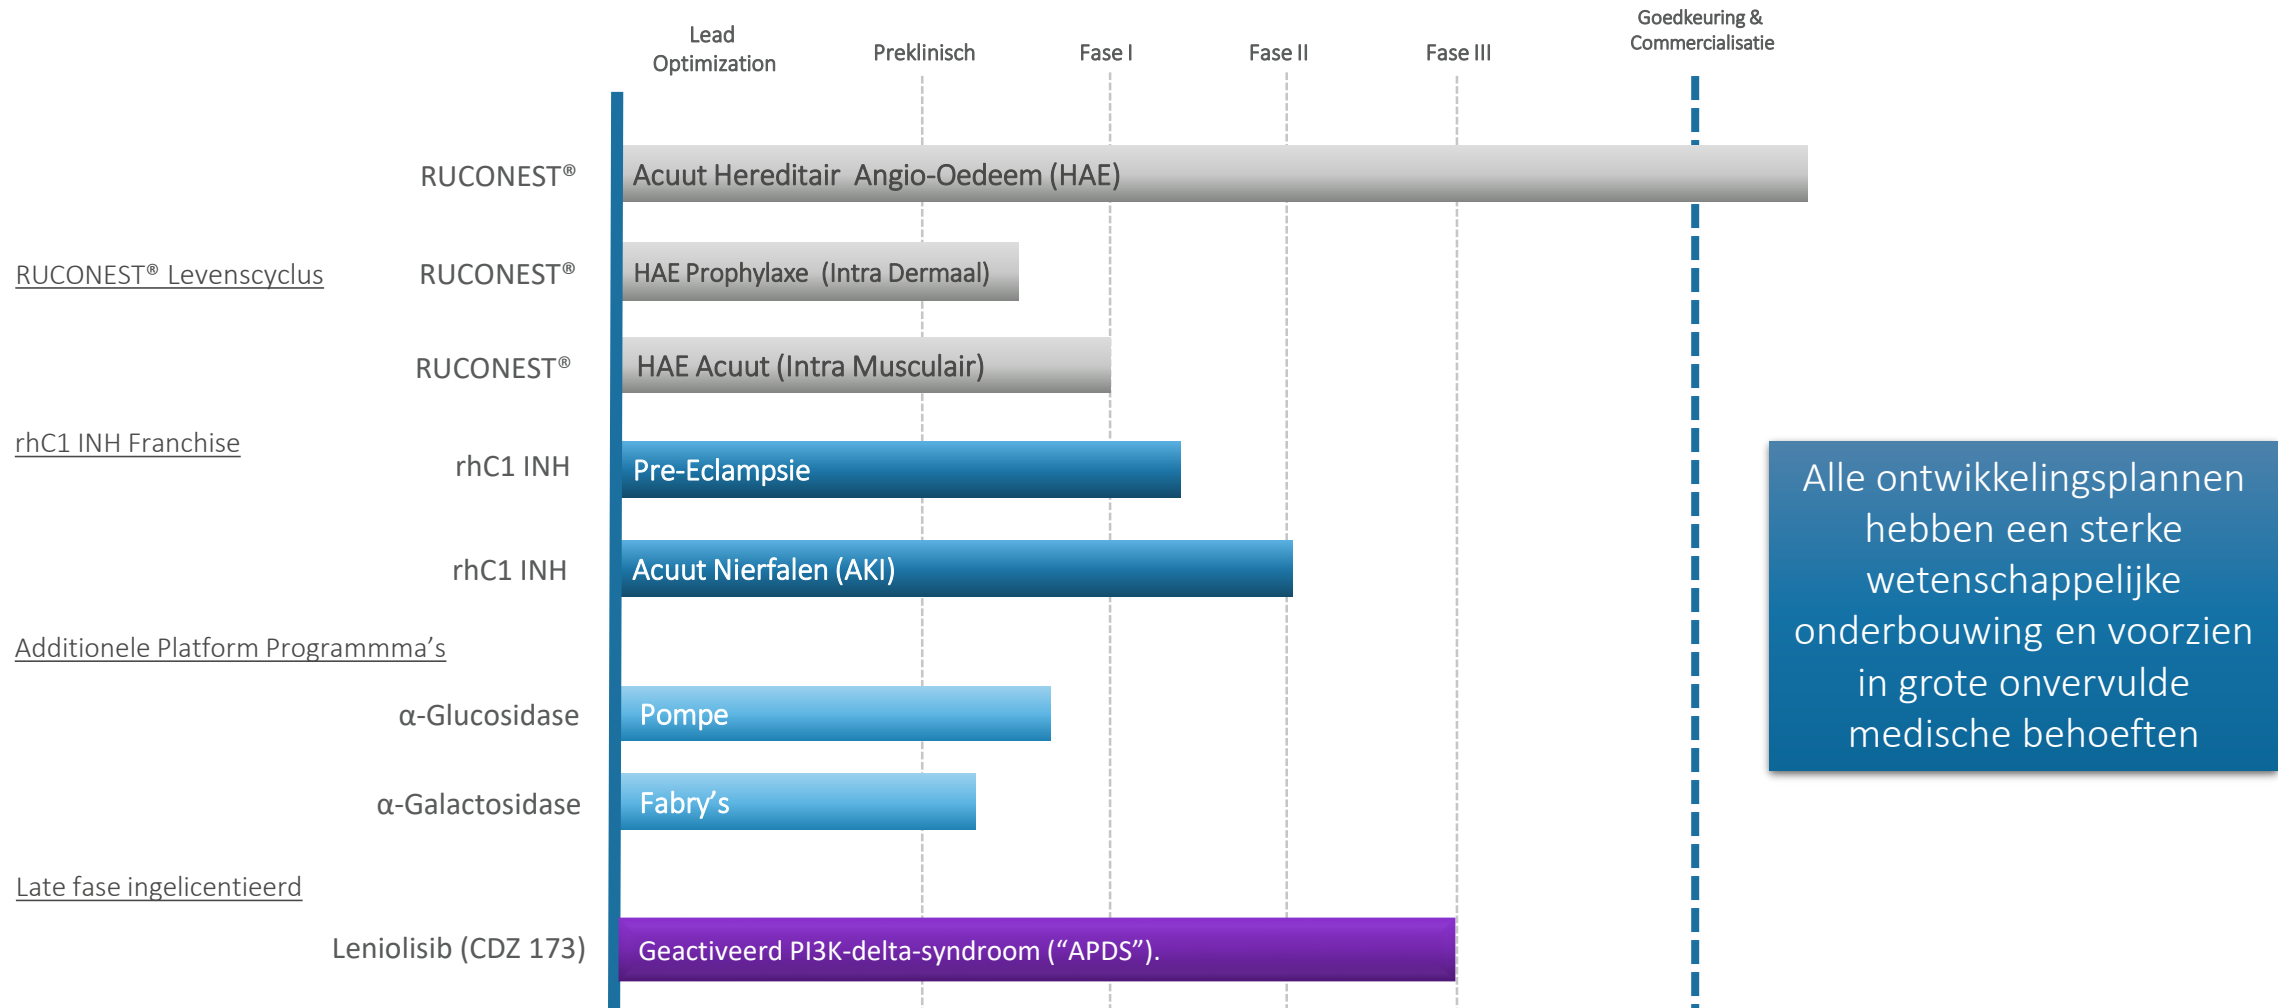 Lead
Optimization
Preklinisch
Fase I
Fase II
Fase III
Goedkeuring &
Commercialisatie
RUCONEST®
Acuut Hereditair Angio-Oedeem (HAE)
RUCONEST® Levenscyclus
RUCONEST®
HAE Prophylaxe (Intra Dermaal)
RUCONEST®
HAE Acuut (Intra Musculair)
rhC1 INH Franchise
rhC1 INH
Pre-Eclampsie
rhC1 INH
Acuut Nierfalen (AKI)
Additionele Platform Programmma’s
α-Glucosidase
Pompe
α-Galactosidase
Fabry’s
Late fase ingelicentieerd
Leniolisib (CDZ 173)
Geactiveerd PI3K-delta-syndroom (“APDS”).
Alle ontwikkelingsplannen
hebben een sterke
wetenschappelijke
onderbouwing en voorzien
in grote onvervulde
medische behoeften